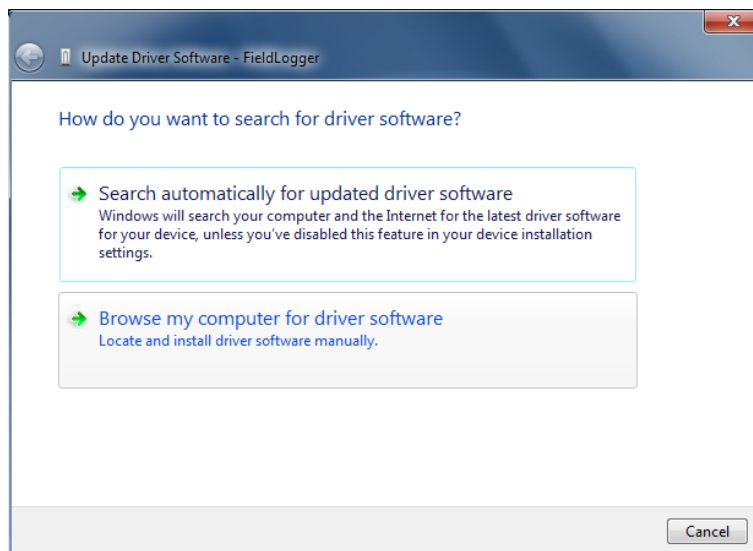 Update Driver Software - FieldLogger
How do you want to search for driver software?
Search automatically for updated driver software
Windows will search your computer and the Internet for the latest driver software
for your device, unless you've disabled this feature in your device installation
settings.
Browse my computer for driver software
Locate and install driver software manually.
Cancel